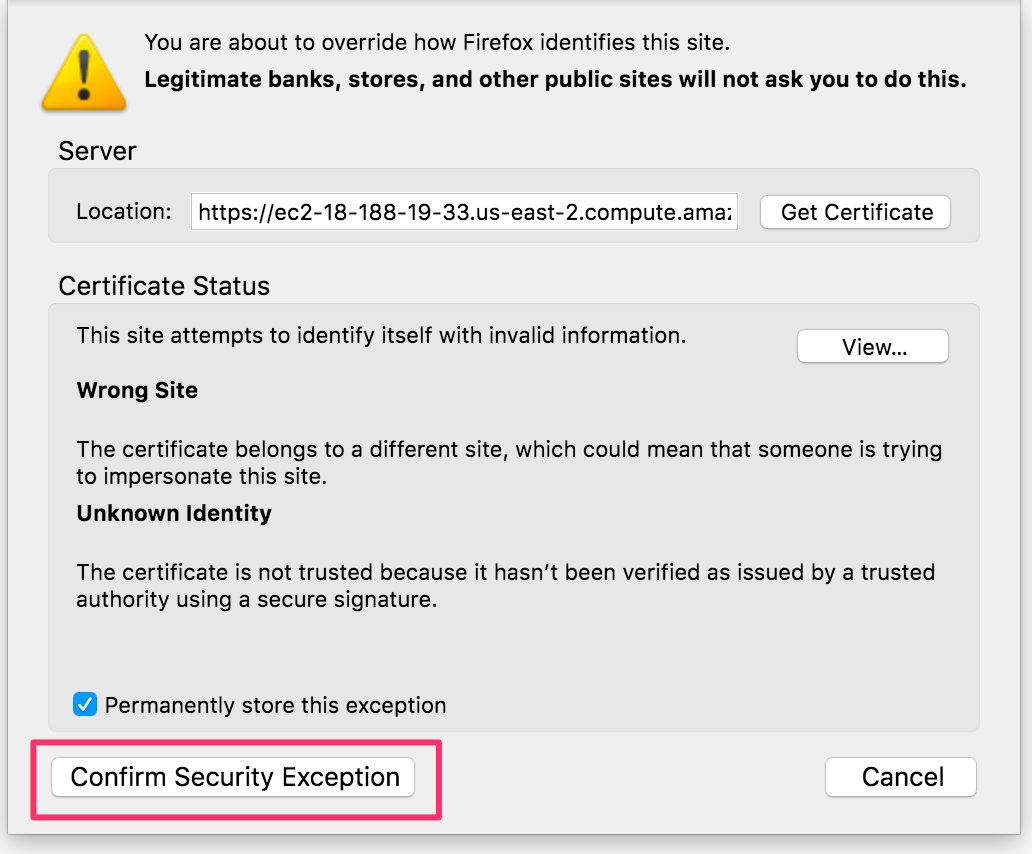 You are about to override how Firefox identifies this site.
Legitimate banks, stores, and other public sites will not ask you to do this.
Server
Location: https://ec2-18-188-19-33.us-east-2.compute.amaz Get Certificate
Certificate Status
This site attempts to identify itself with invalid information.
View...
Wrong Site
The certificate belongs to a different site, which could mean that someone is trying
to impersonate this site.
Unknown Identity
The certificate is not trusted because it hasn't been verified as issued by a trusted
authority using a secure signature.
Permanently store this exception
Confirm Security Exception Cancel